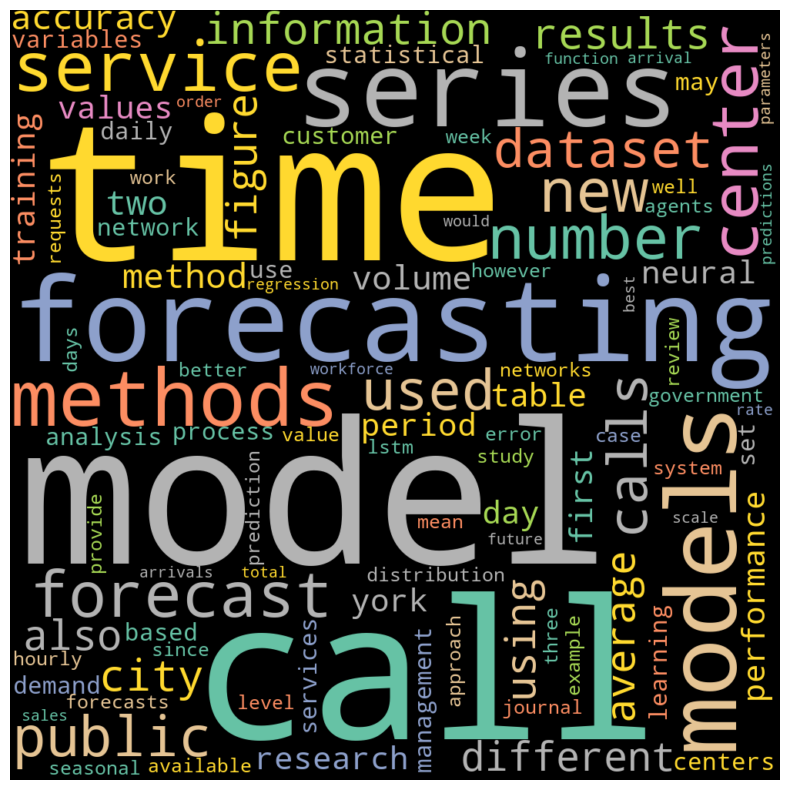 accuracy
information
results
variables
statistical
function
arrival
parameters
service
series
center
values
order
may
daily
figure
customer
week
dataset
training
time
work
new
well
requests
two
network
would
number
agents
predictions
method
use
regression
volume
however
neural
forecasting
best
days
better
workforce
networks
review
government
methods
used
table
calls
rate
analysis
process
value
period
lstm
error
case
set
models
study
first
system
model
provide
prediction
mean
day
scale
future
arrivals
total
distribution
forecast
york
using
average
performance
also
based
since
call
services
management
approach
three
example
learning
hourly
demand
city
forecasts
level
journal
sales
public
seasonal
available
research
different
centers